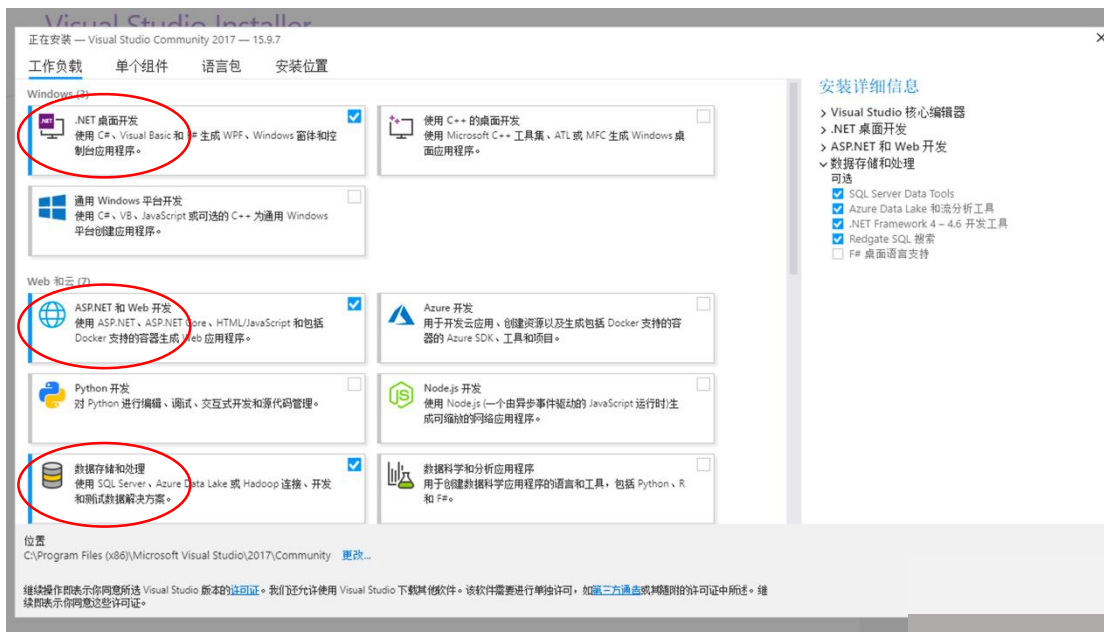 Visual Studio Installer
正在安装 — Visual Studio Community 2017 — 15.9.7
工作负载 单个组件 语言包 安装位置
Windows (3)
.NET 桌面开发
使用 C#、Visual Basic 和 F# 生成 WPF、Windows 窗体和控
制台应用程序。
使用 C++ 的桌面开发
使用 Microsoft C++ 工具集、ATL 或 MFC 生成 Windows 桌
面应用程序。
通用 Windows 平台开发
使用 C#、VB、JavaScript 或可选的 C++ 为通用 Windows
平台创建应用程序。
Web 和云 (7)
ASP.NET 和 Web 开发
使用 ASP.NET、ASP.NET Core、HTML/JavaScript 和包括
Docker 支持的容器生成 Web 应用程序。
Azure 开发
用于开发云应用、创建资源以及生成包括 Docker 支持的容
器的 Azure SDK、工具和项目。
Python 开发
对 Python 进行编辑、调试、交互式开发和源代码管理。
Node.js 开发
使用 Node.js (一个由异步事件驱动的 JavaScript 运行时)生
成可缩放的网络应用程序。
数据存储和处理
使用 SQL Server、Azure Data Lake 或 Hadoop 连接、开发
和测试数据解决方案。
数据科学和分析应用程序
用于创建数据科学应用程序的语言和工具，包括 Python、R
和 F#。
安装详细信息
Visual Studio 核心编辑器
.NET 桌面开发
ASP.NET 和 Web 开发
数据存储和处理
可选
SQL Server Data Tools
Azure Data Lake 和流分析工具
.NET Framework 4 – 4.6 开发工具
Redgate SQL 搜索
F# 桌面语言支持
位置
C:\Program Files (x86)\Microsoft Visual Studio\2017\Community 更改...
继续操作即表示你同意所选 Visual Studio 版本的许可证。我们还允许使用 Visual Studio 下载其他软件。该软件需要进行单独许可，如第三方通告或其随附的许可证中所述。继
续即表示你同意这些许可证。